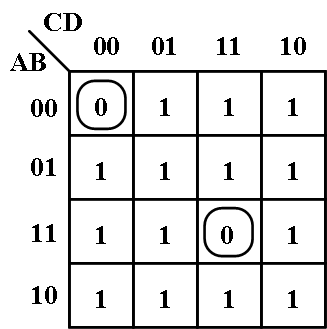 CD
00 01 11 10
AB
00 0 1 1 1
01 1 1 1 1
11 1 1 0 1
10 1 1 1 1